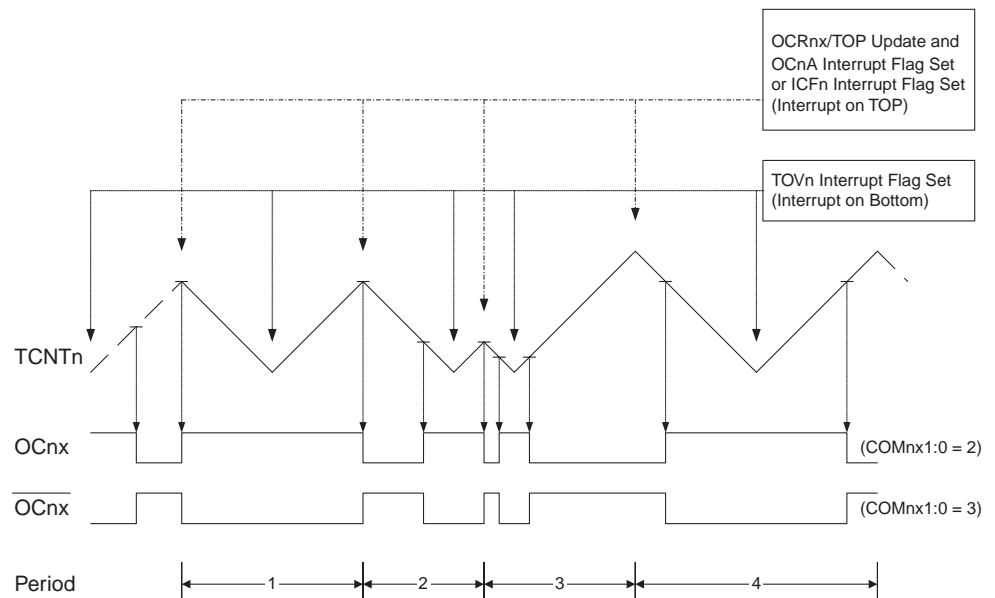 OCRnx/TOP Update and
OCnA Interrupt Flag Set
or ICFn Interrupt Flag Set
(Interrupt on TOP)
TOVn Interrupt Flag Set
(Interrupt on Bottom)
TCNTn
OCnx
(COMnx1:0 = 2)
OCnx
(COMnx1:0 = 3)
Period
1
2
3
4